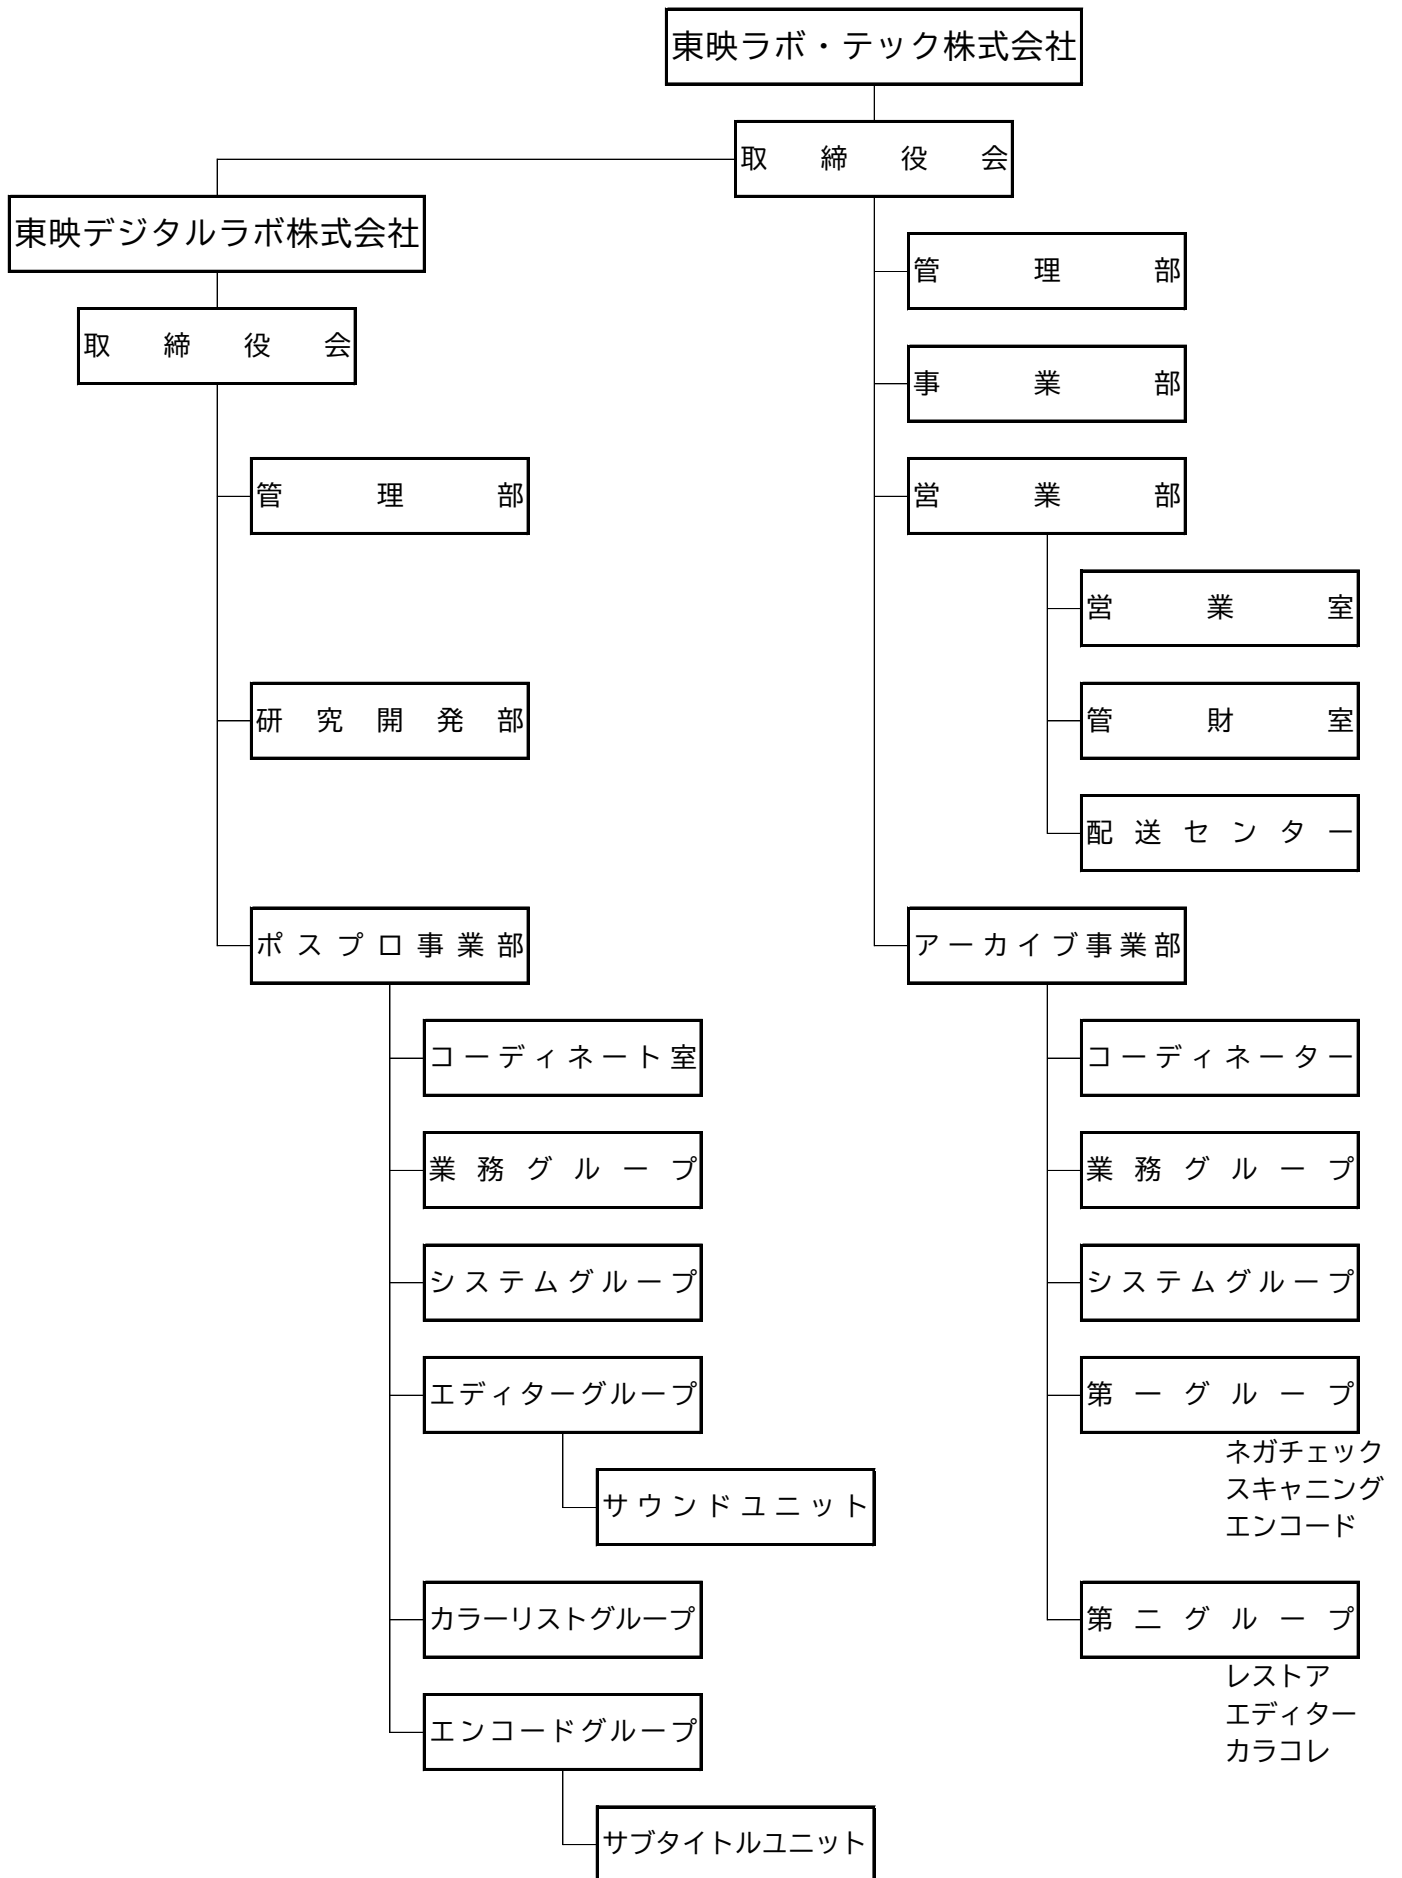 東映ラボ・テック株式会社
取締役会
東映デジタルラボ株式会社
取締役会
管理部
研究開発部
ポスプロ事業部
コーディネート室
業務グループ
システムグループ
エディターグループ
サウンドユニット
カラーリストグループ
エンコードグループ
サブタイトルユニット
管理部
事業部
営業部
営業室
管財室
配送センター
アーカイブ事業部
コーディネーター
業務グループ
システムグループ
第一グループ
ネガチェック
スキャニング
エンコード
第二グループ
レストア
エディター
カラコレ